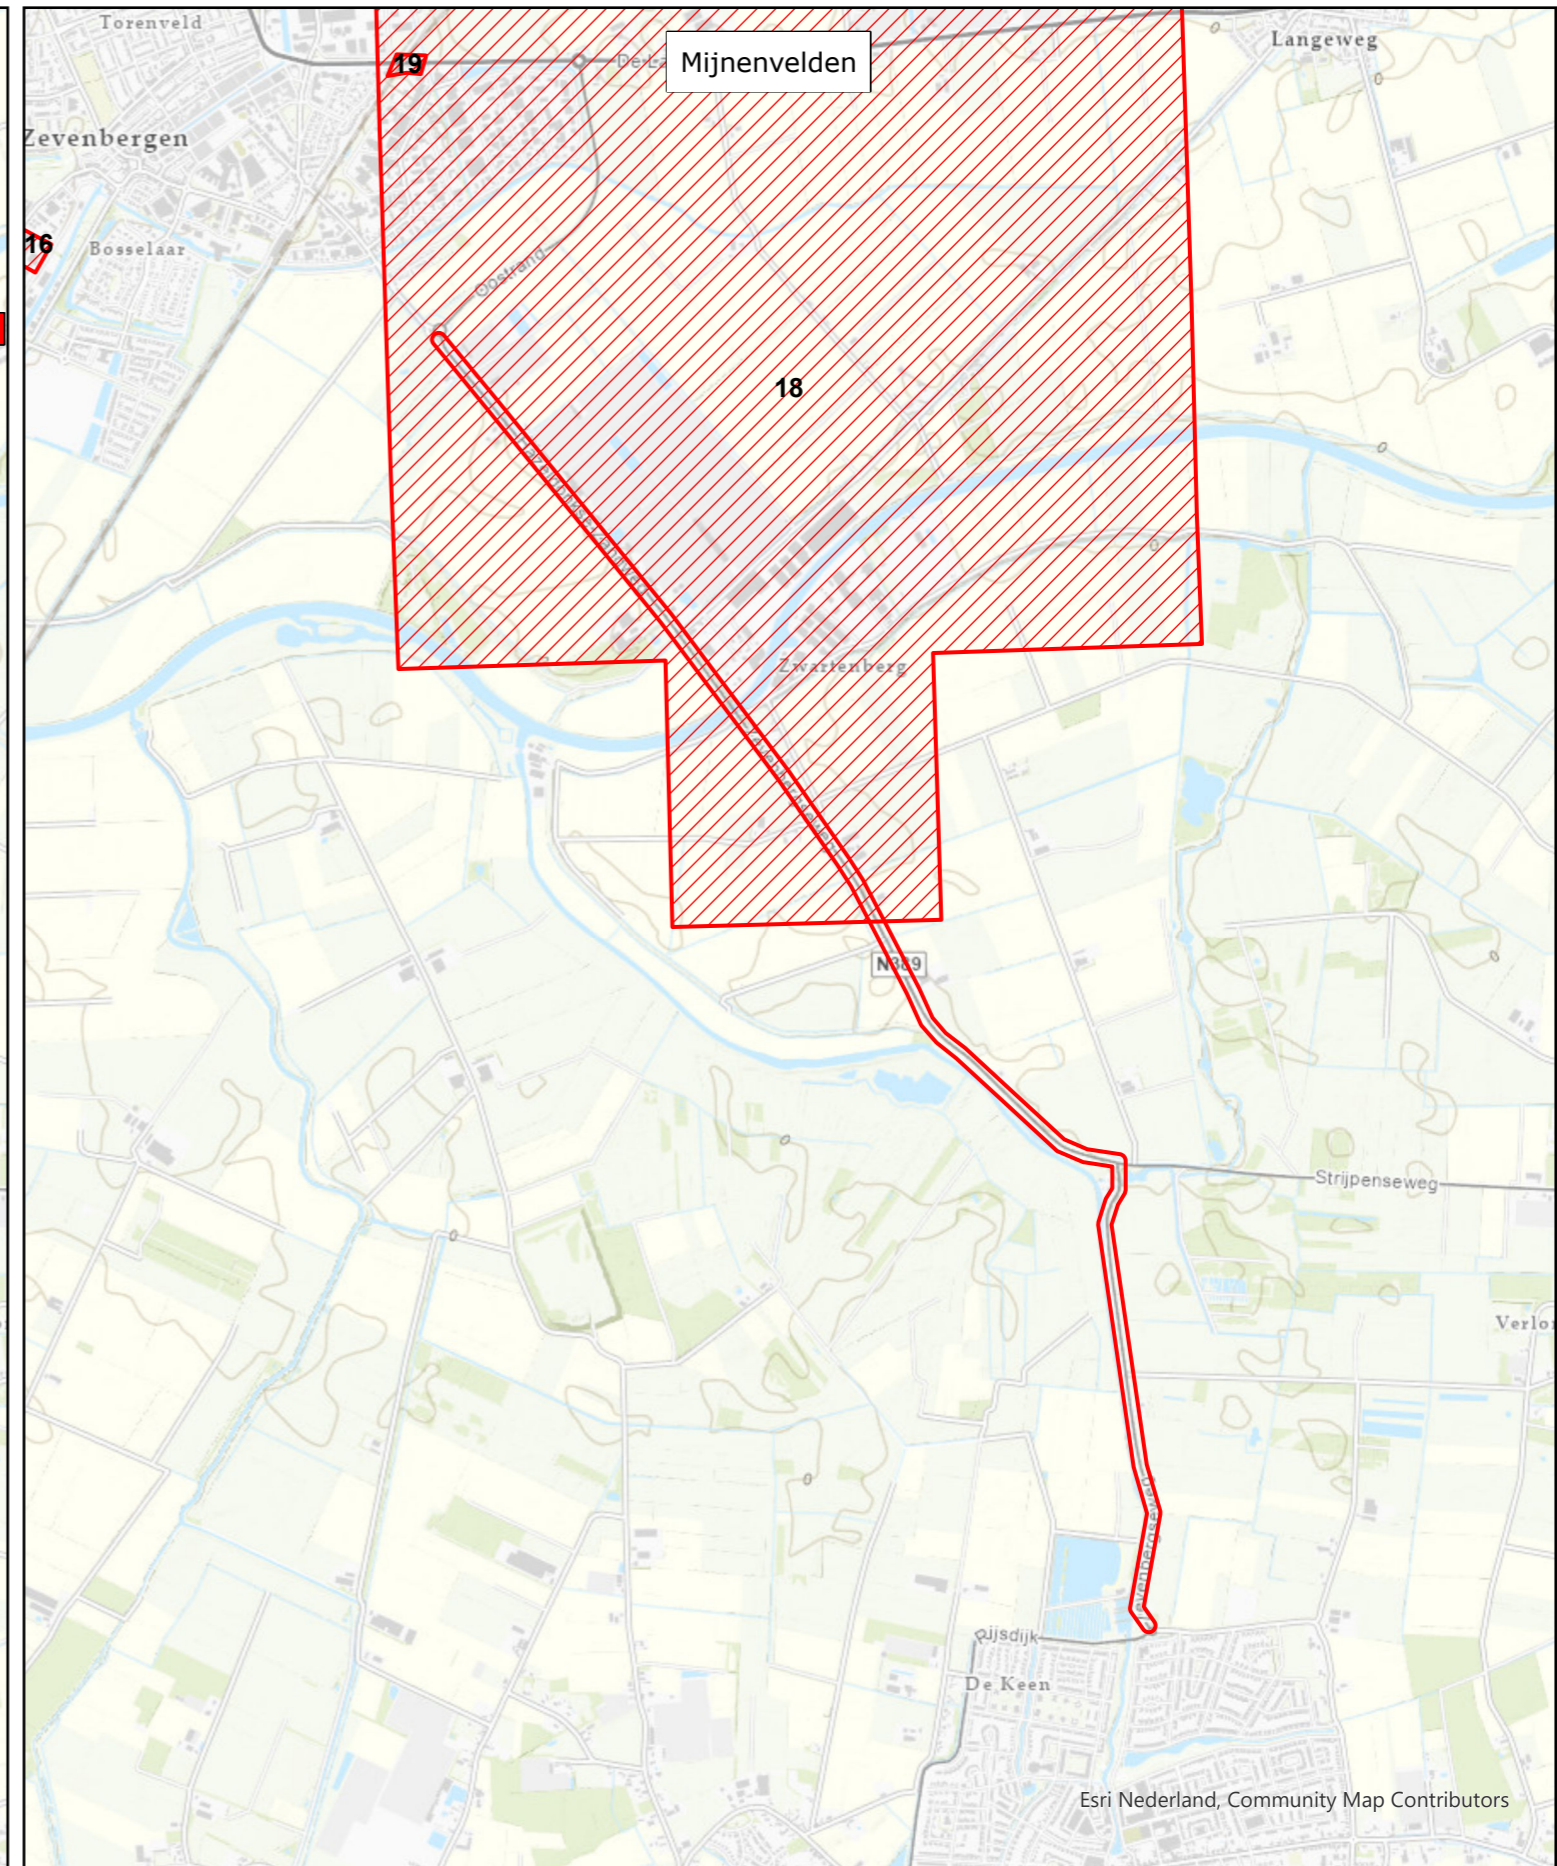 Torenveld
Langeweg
19
Mijnenvelden
Zevenbergen
16
Bosselaar
Oostrand
18
Zwartenberg
N389
Strijpenseweg
Zevenbergseweg
Rijsdijk
De Keen
Esri Nederland, Community Map Contributors